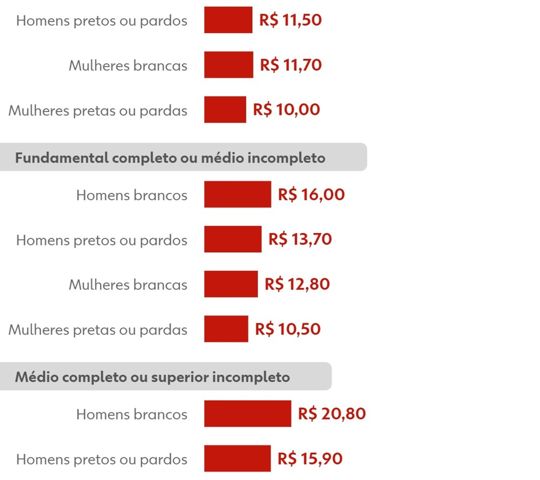 Homens pretos ou pardos R$ 11,50
Mulheres brancas R$ 11,70
Mulheres pretas ou pardas R$ 10,00
Fundamental completo ou médio incompleto
Homens brancos R$ 16,00
Homens pretos ou pardos R$ 13,70
Mulheres brancas R$ 12,80
Mulheres pretas ou pardas R$ 10,50
Médio completo ou superior incompleto
Homens brancos R$ 20,80
Homens pretos ou pardos R$ 15,90